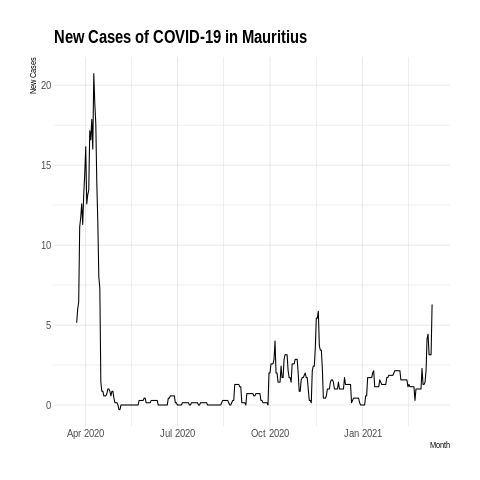 New Cases of COVID-19 in Mauritius
New Cases
20
15
10
5
0
Apr 2020
Jul 2020
Oct 2020
Jan 2021
Month